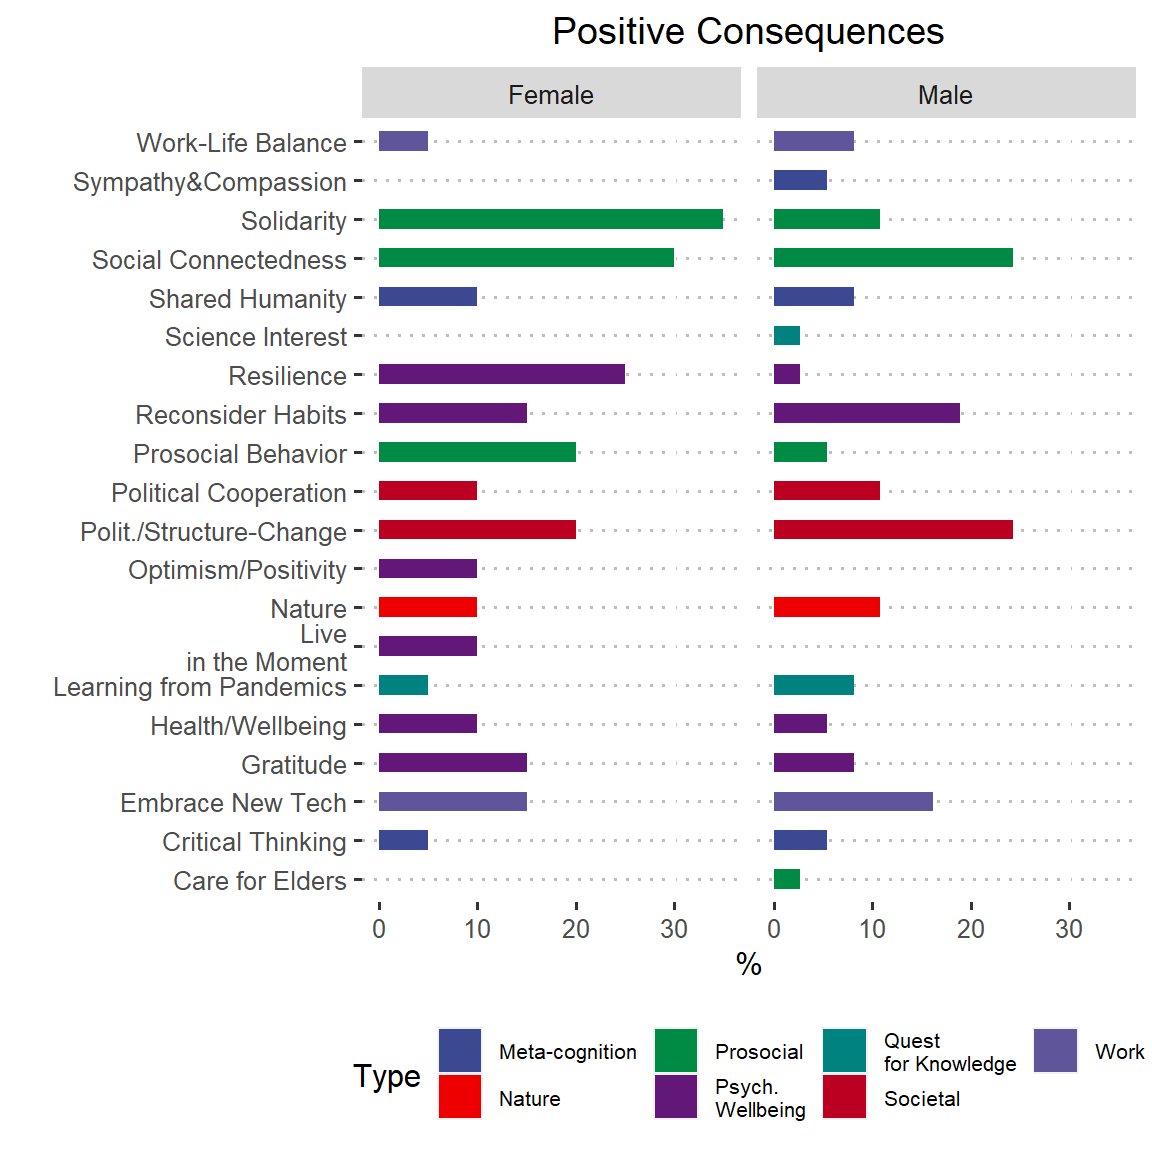 Positive Consequences
Female
Male
Work-Life Balance
Sympathy&Compassion
Solidarity
Social Connectedness
Shared Humanity
Science Interest
Resilience
Reconsider Habits
Prosocial Behavior
Political Cooperation
Polit./Structure-Change
Optimism/Positivity
Nature
Live
in the Moment
Learning from Pandemics
Health/Wellbeing
Gratitude
Embrace New Tech
Critical Thinking
Care for Elders
0 10 20 30
0 10 20 30
%
Type
Meta-cognition
Nature
Prosocial
Psych.
Wellbeing
Quest
for Knowledge
Societal
Work